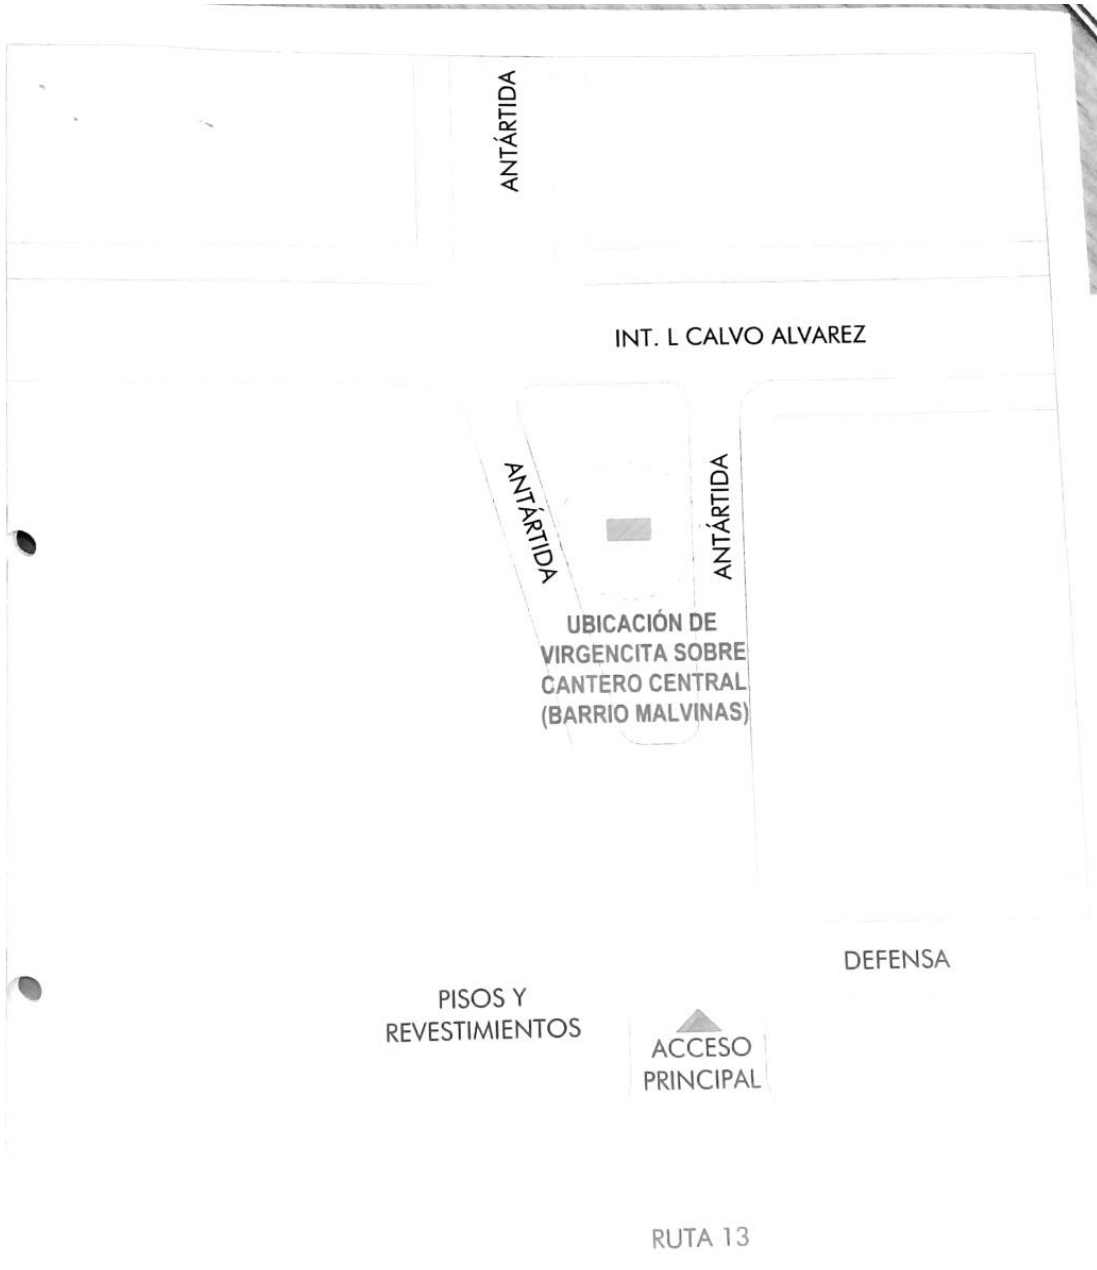 ANTÁRTIDA
INT. L CALVO ALVAREZ
ANTÁRTIDA
ANTÁRTIDA
UBICACIÓN DE
VIRGENCITA SOBRE
CANTERO CENTRAL
(BARRIO MALVINAS)
DEFENSA
PISOS Y
REVESTIMIENTOS
ACCESO
PRINCIPAL
RUTA 13